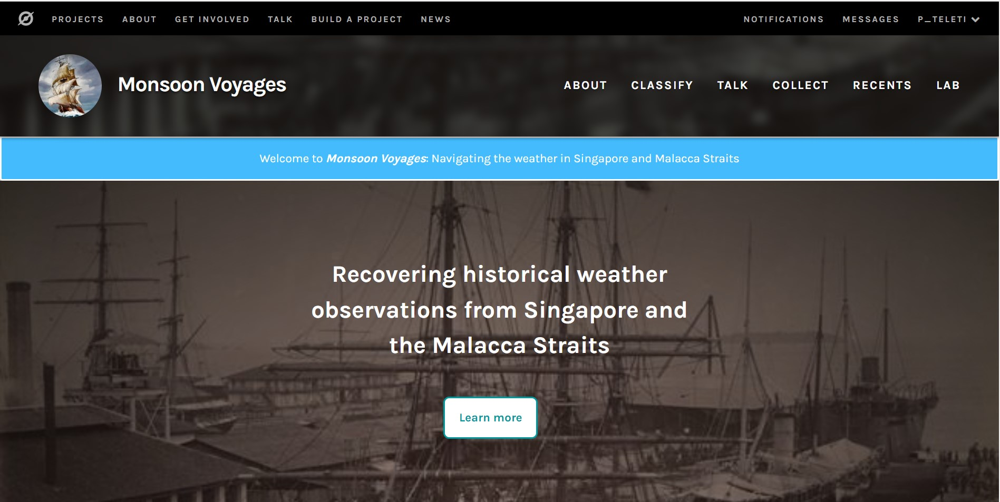 PROJECTS ABOUT GET INVOLVED TALK BUILD A PROJECT NEWS NOTIFICATIONS MESSAGES P_TELETI
Monsoon Voyages ABOUT CLASSIFY TALK COLLECT RECENTS LAB
Welcome to Monsoon Voyages: Navigating the weather in Singapore and Malacca Straits
Recovering historical weather
observations from Singapore and
the Malacca Straits
Learn more